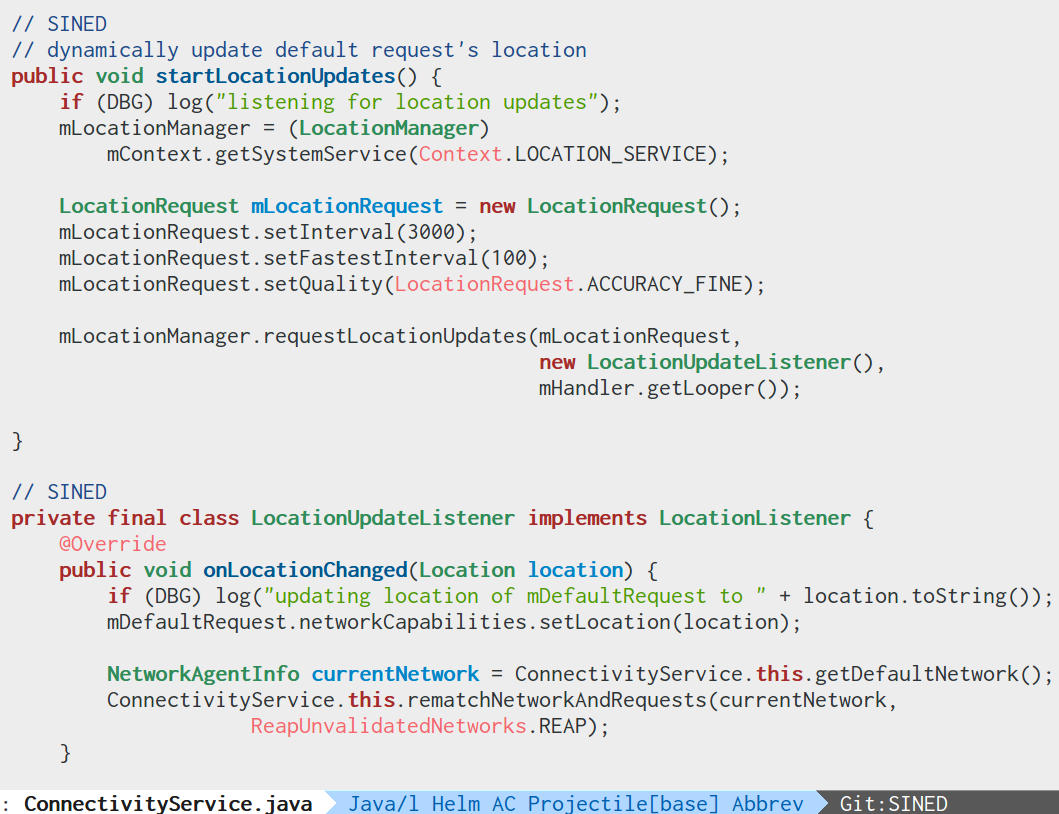 // SINED
// dynamically update default request's location
public void startLocationUpdates() {
    if (DBG) log("listening for location updates");
    mLocationManager = (LocationManager)
        mContext.getSystemService(Context.LOCATION_SERVICE);

    LocationRequest mLocationRequest = new LocationRequest();
    mLocationRequest.setInterval(3000);
    mLocationRequest.setFastestInterval(100);
    mLocationRequest.setQuality(LocationRequest.ACCURACY_FINE);

    mLocationManager.requestLocationUpdates(mLocationRequest,
                                            new LocationUpdateListener(),
                                            mHandler.getLooper());

}

// SINED
private final class LocationUpdateListener implements LocationListener {
    @Override
    public void onLocationChanged(Location location) {
        if (DBG) log("updating location of mDefaultRequest to " + location.toString());
        mDefaultRequest.networkCapabilities.setLocation(location);

        NetworkAgentInfo currentNetwork = ConnectivityService.this.getDefaultNetwork();
        ConnectivityService.this.rematchNetworkAndRequests(currentNetwork,
                    ReapUnvalidatedNetworks.REAP);
    }
: ConnectivityService.java Java/l Helm AC Projectile[base] Abbrev Git:SINED